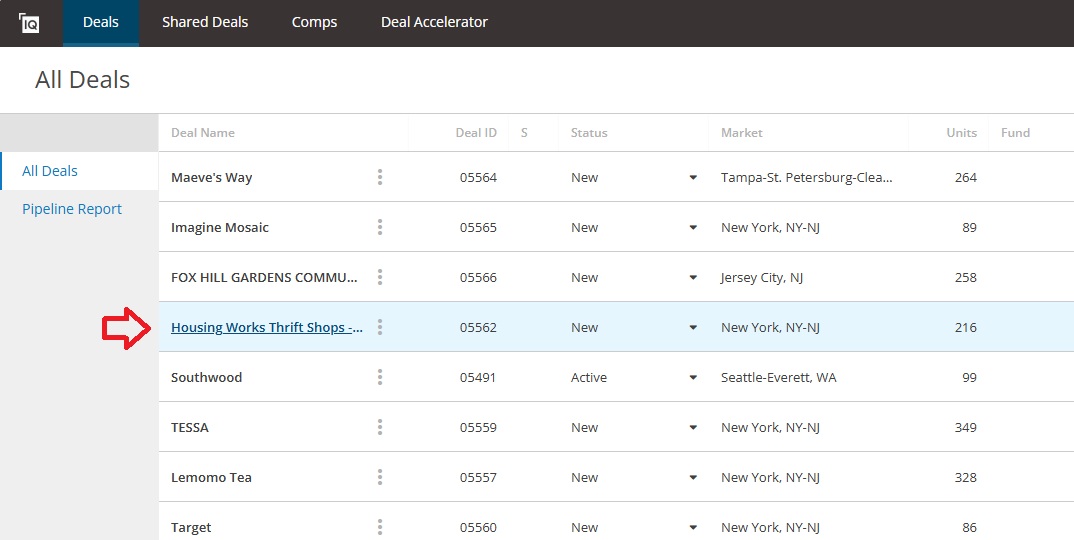 IQ Deals Shared Deals Comps Deal Accelerator
All Deals
Deal Name Deal ID S Status Market Units Fund
All Deals
Pipeline Report
Maeve's Way 05564 New Tampa-St. Petersburg-Clea... 264
Imagine Mosaic 05565 New New York, NY-NJ 89
FOX HILL GARDENS COMMU... 05566 New Jersey City, NJ 258
Housing Works Thrift Shops -... 05562 New New York, NY-NJ 216
Southwood 05491 Active Seattle-Everett, WA 99
TESSA 05559 New New York, NY-NJ 349
Lemomo Tea 05557 New New York, NY-NJ 328
Target 05560 New New York, NY-NJ 86